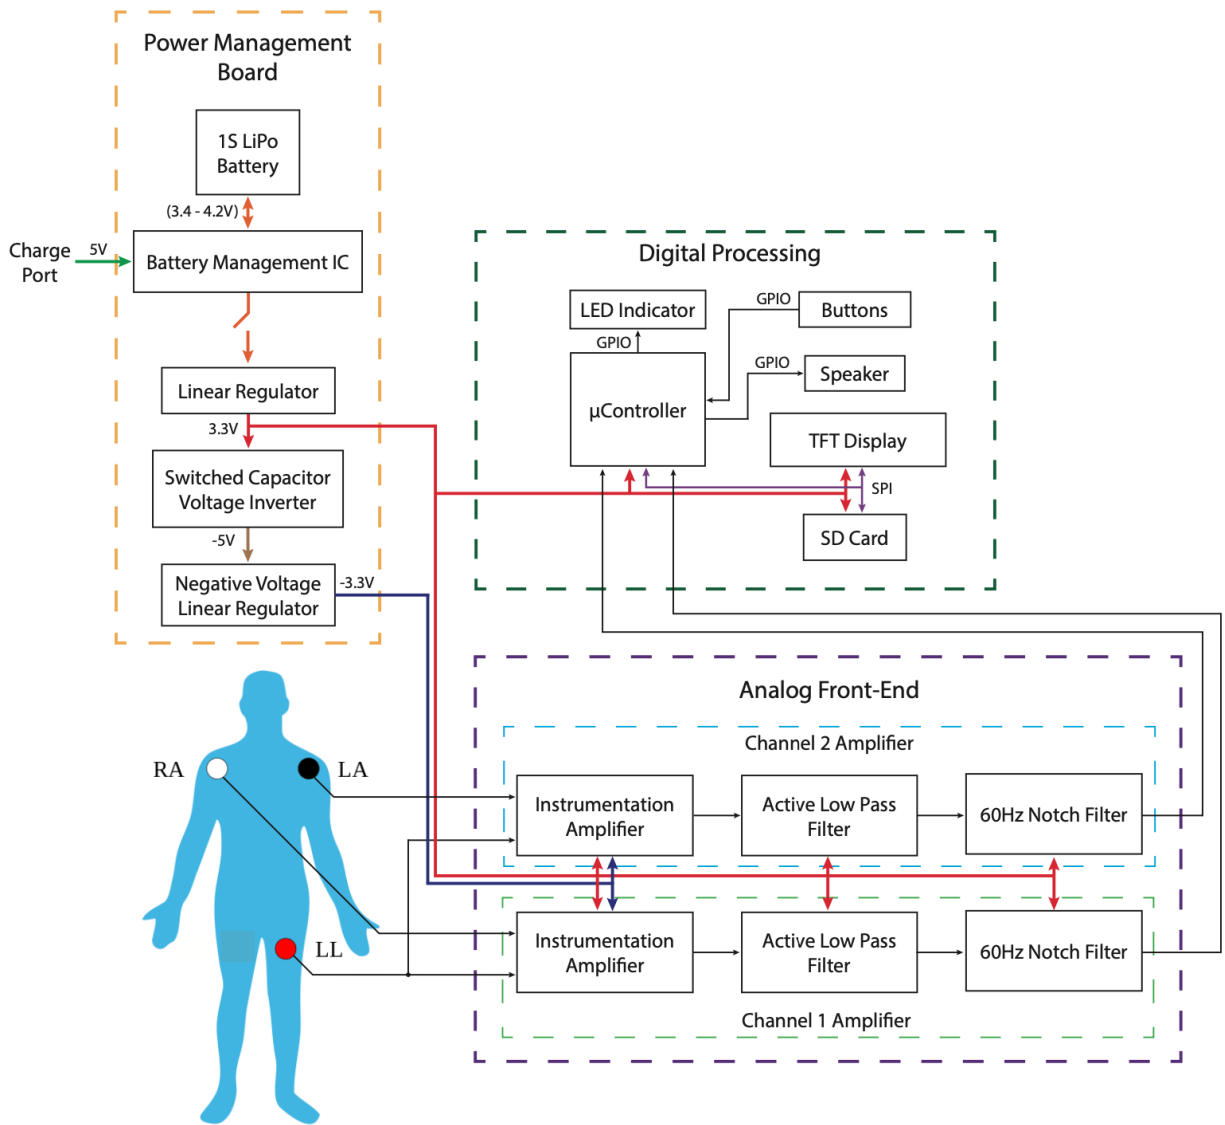 Power Management
Board
1S LiPo
Battery
(3.4 - 4.2V)
Charge
Port
5V
Battery Management IC
Linear Regulator
3.3V
Switched Capacitor
Voltage Inverter
-5V
Negative Voltage
Linear Regulator
-3.3V
Digital Processing
LED Indicator
GPIO
Buttons
GPIO
GPIO
Speaker
µController
TFT Display
SPI
SD Card
Analog Front-End
Channel 2 Amplifier
RA
LA
Instrumentation
Amplifier
Active Low Pass
Filter
60Hz Notch Filter
LL
Instrumentation
Amplifier
Active Low Pass
Filter
60Hz Notch Filter
Channel 1 Amplifier